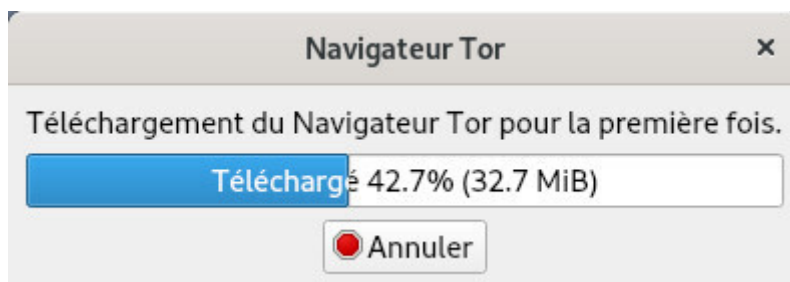 Navigateur Tor ×
Téléchargement du Navigateur Tor pour la première fois.
Téléchargé 42.7% (32.7 MiB)
Annuler